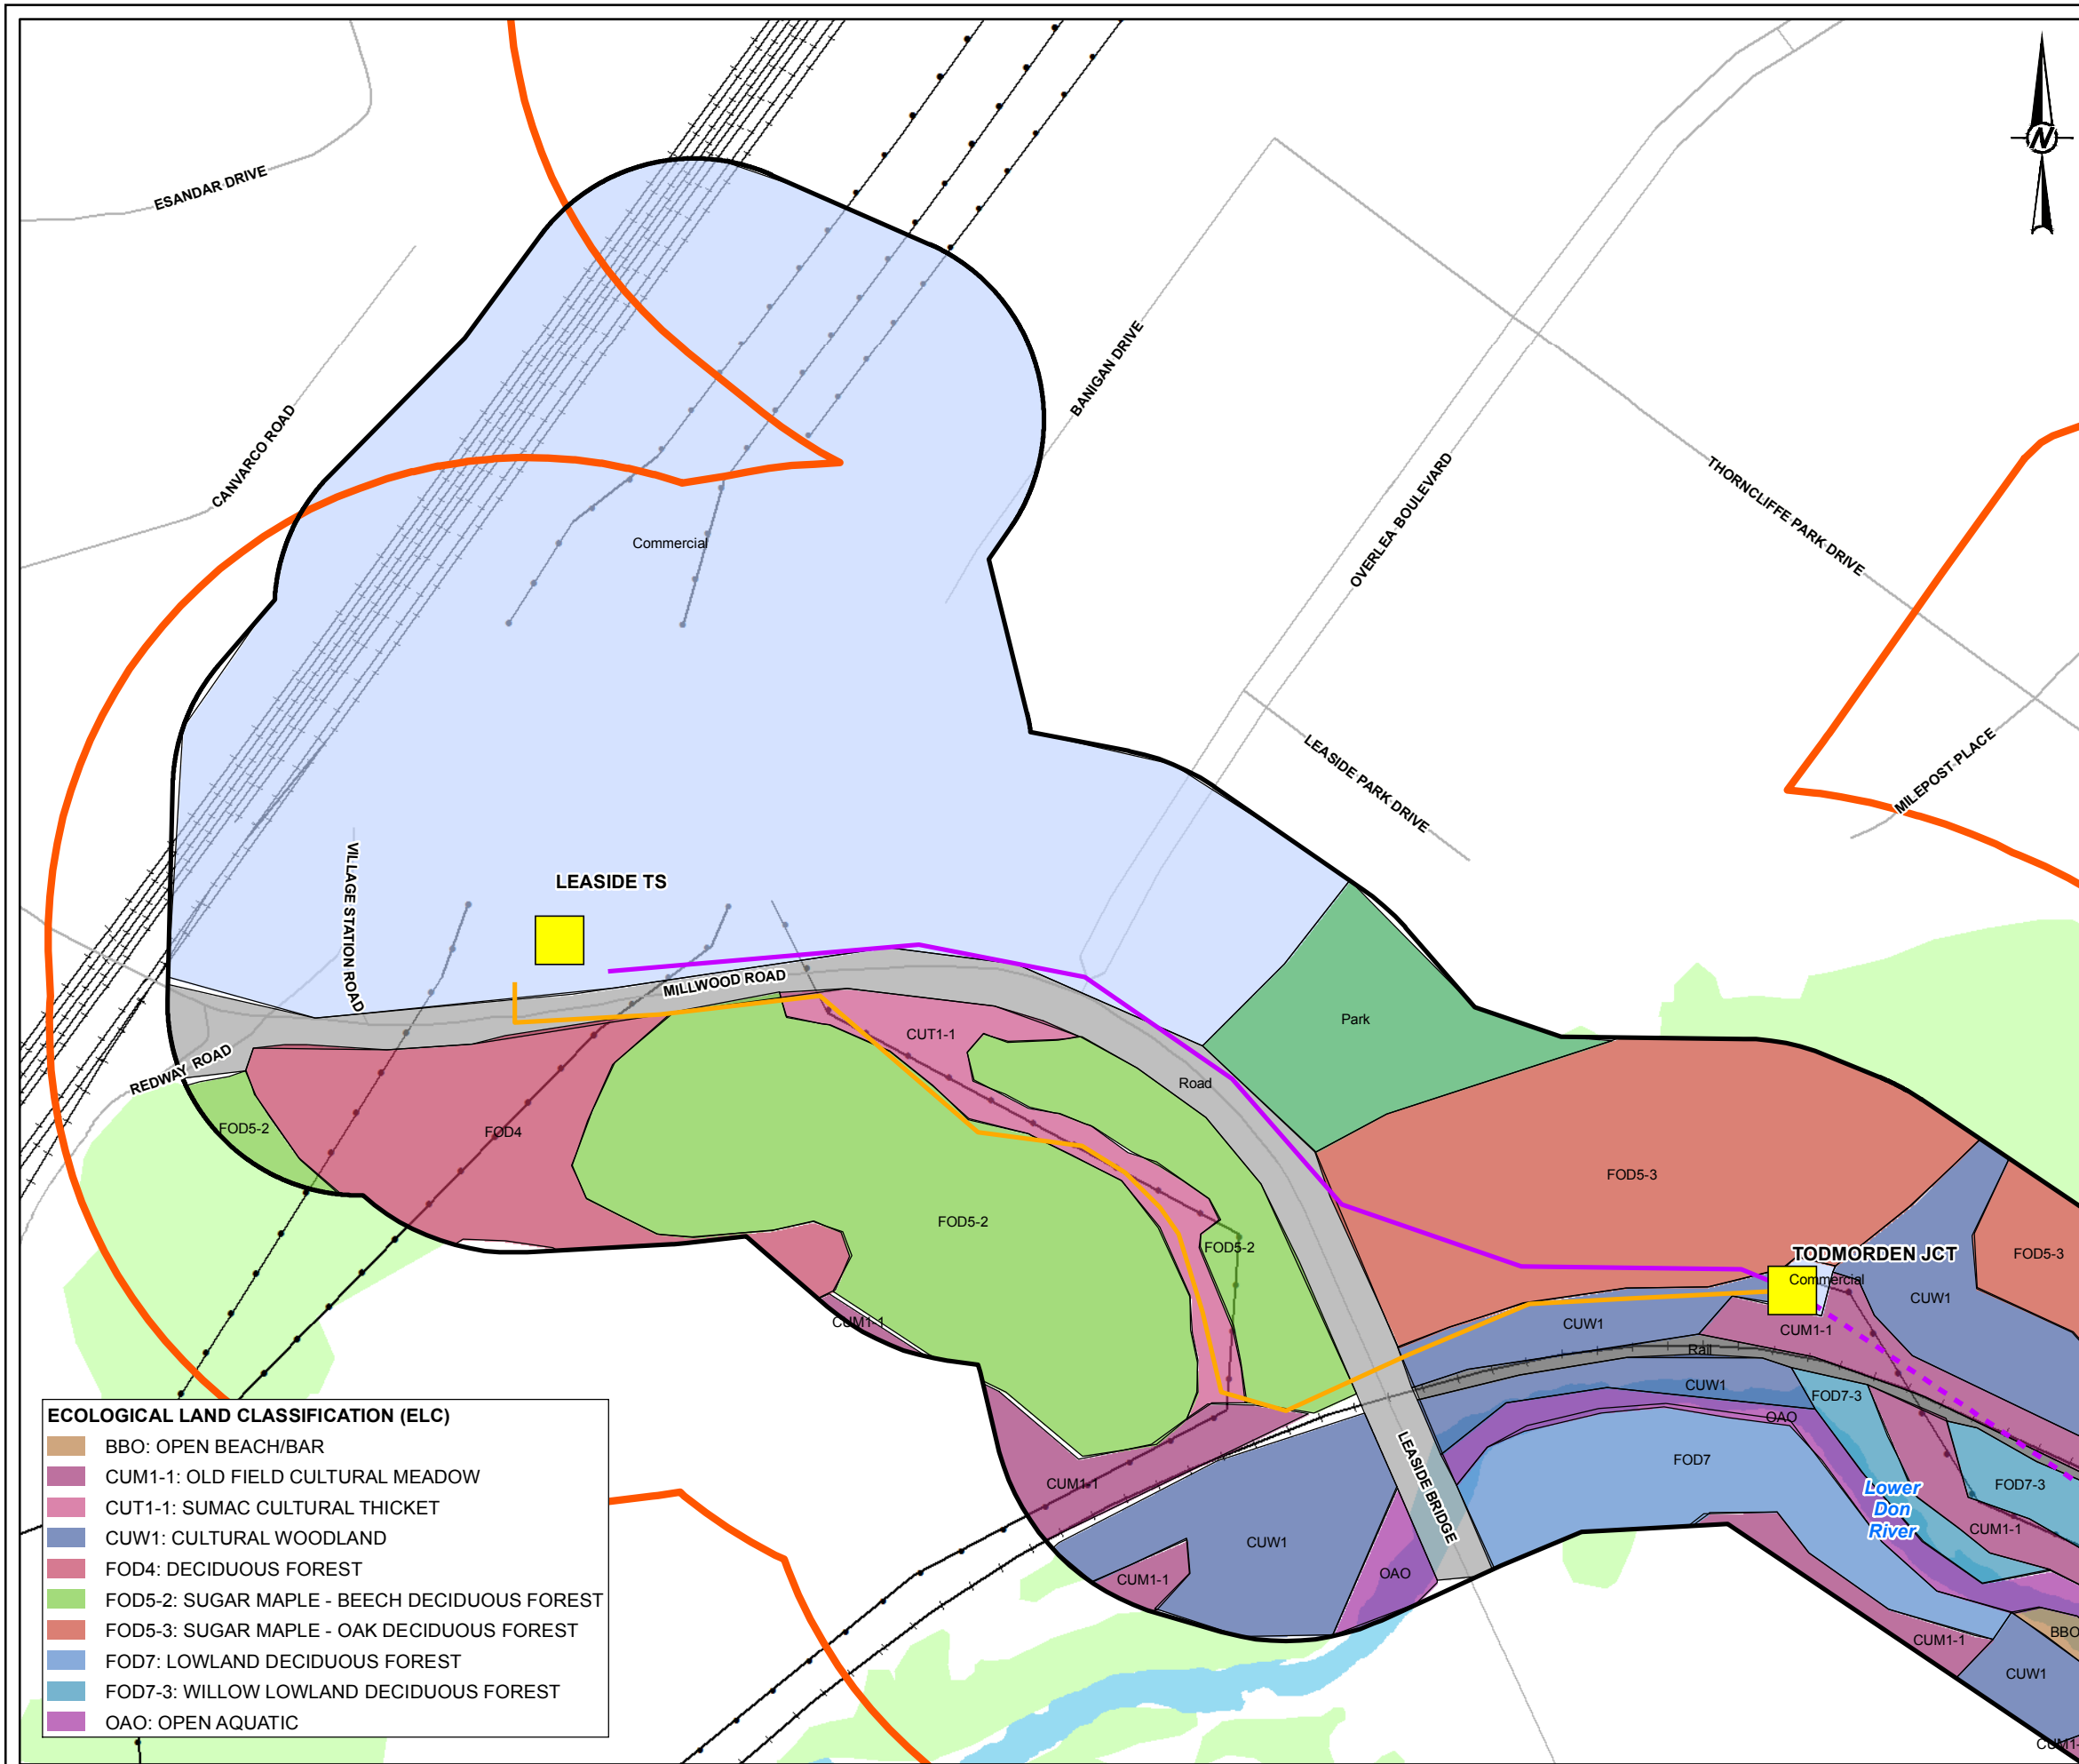 N
ESANDAR DRIVE
CANVARCO ROAD
BANIGAN DRIVE
OVERLEA BOULEVARD
THORNCLIFFE PARK DRIVE
Commercial
LEASIDE PARK DRIVE
MILEPOST PLACE
VILLAGE STATION ROAD
LEASIDE TS
MILLWOOD ROAD
REDWAY ROAD
Park
CUT1-1
Road
FOD5-2
FOD4
FOD5-2
FOD5-2
FOD5-3
FOD5-3
TODMORDEN JCT
Commercial
CUW1
CUW1
CUM1-1
CUM1-1
Rail
CUW1
FOD7-3
OAO
FOD7
FOD7-3
Lower
Don
River
CUM1-1
CUM1-1
LEASIDE BRIDGE
CUW1
CUM1-1
OAO
CUM1-1
BBO
CUW1
CUM1-
ECOLOGICAL LAND CLASSIFICATION (ELC)
BBO: OPEN BEACH/BAR
CUM1-1: OLD FIELD CULTURAL MEADOW
CUT1-1: SUMAC CULTURAL THICKET
CUW1: CULTURAL WOODLAND
FOD4: DECIDUOUS FOREST
FOD5-2: SUGAR MAPLE - BEECH DECIDUOUS FOREST
FOD5-3: SUGAR MAPLE - OAK DECIDUOUS FOREST
FOD7: LOWLAND DECIDUOUS FOREST
FOD7-3: WILLOW LOWLAND DECIDUOUS FOREST
OAO: OPEN AQUATIC